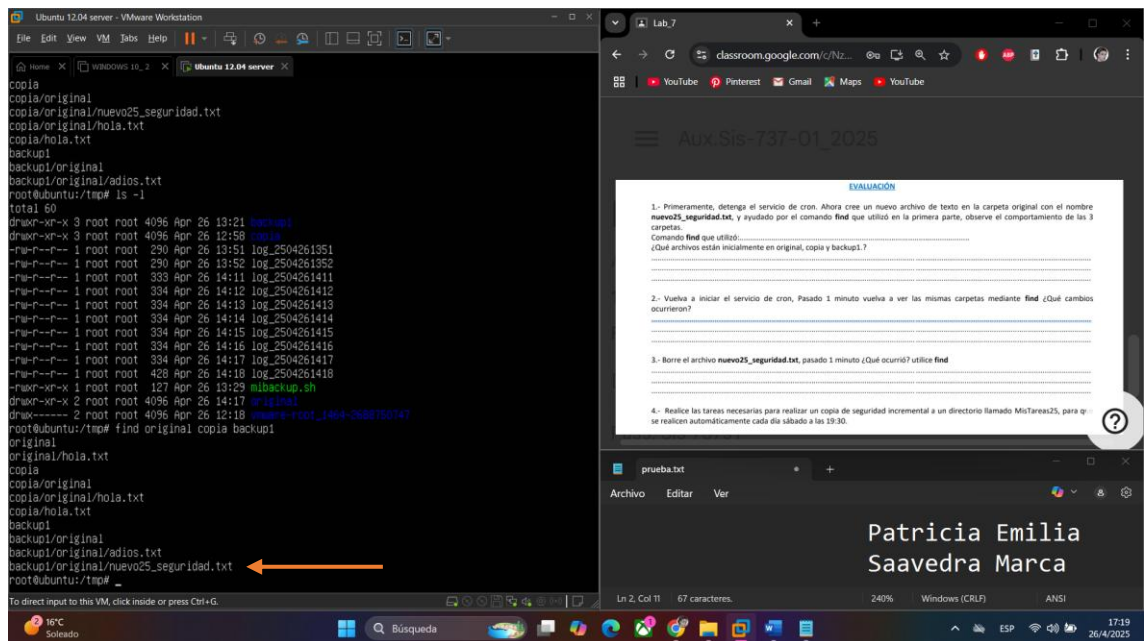 Ubuntu 12.04 server - VMware Workstation
File Edit View VM Tabs Help
Home WINDOWS 10_ 2 Ubuntu 12.04 server
copia
copia/original
copia/original/nuevo25_seguridad.txt
copia/original/hola.txt
copia/hola.txt
backup1
backup1/original
backup1/original/adios.txt
root@ubuntu:/tmp# ls -l
total 60
drwxr-xr-x 3 root root 4096 Apr 26 13:21 backup1
drwxr-xr-x 3 root root 4096 Apr 26 12:58 copia
-rw-r--r-- 1 root root 290 Apr 26 13:51 log_2504261351
-rw-r--r-- 1 root root 290 Apr 26 13:52 log_2504261352
-rw-r--r-- 1 root root 333 Apr 26 14:11 log_2504261411
-rw-r--r-- 1 root root 334 Apr 26 14:12 log_2504261412
-rw-r--r-- 1 root root 334 Apr 26 14:13 log_2504261413
-rw-r--r-- 1 root root 334 Apr 26 14:14 log_2504261414
-rw-r--r-- 1 root root 334 Apr 26 14:15 log_2504261415
-rw-r--r-- 1 root root 334 Apr 26 14:16 log_2504261416
-rw-r--r-- 1 root root 334 Apr 26 14:17 log_2504261417
-rw-r--r-- 1 root root 428 Apr 26 14:18 log_2504261418
-rwxr-xr-x 1 root root 127 Apr 26 13:29 mibackup.sh
drwxr-xr-x 2 root root 4096 Apr 26 14:17 original
drwx------ 2 root root 4096 Apr 26 12:18
root@ubuntu:/tmp# find original copia backup1
original
original/hola.txt
copia
copia/original
copia/original/hola.txt
copia/hola.txt
backup1
backup1/original
backup1/original/adios.txt
backup1/original/nuevo25_seguridad.txt
root@ubuntu:/tmp# _
To direct input to this VM, click inside or press Ctrl+G.
Lab_7
classroom.google.com/c/Nz...
YouTube Pinterest Gmail Maps YouTube
Aux.Sis-737-01_2025
EVALUACIÓN
1.- Primeramente, detenga el servicio de cron. Ahora cree un nuevo archivo de texto en la carpeta original con el nombre
nuevo25_seguridad.txt, y ayudado por el comando find que utilizó en la primera parte, observe el comportamiento de las 3
carpetas.
Comando find que utilizó:
¿Qué archivos están inicialmente en original, copia y backup1.?
2.- Vuelva a iniciar el servicio de cron, Pasado 1 minuto vuelva a ver las mismas carpetas mediante find ¿Qué cambios
ocurrieron?
3.- Borre el archivo nuevo25_seguridad.txt, pasado 1 minuto ¿Qué ocurrió? utilice find
4.- Realice las tareas necesarias para realizar un copia de seguridad incremental a un directorio llamado MisTareas25, para
se realicen automáticamente cada día sábado a las 19:30.
prueba.txt
Archivo Editar Ver
Patricia Emilia
Saavedra Marca
Ln 2, Col 11 67 caracteres. 240% Windows (CRLF) ANSI
16°C
Soleado
Búsqueda
ESP
17:19
26/4/2025